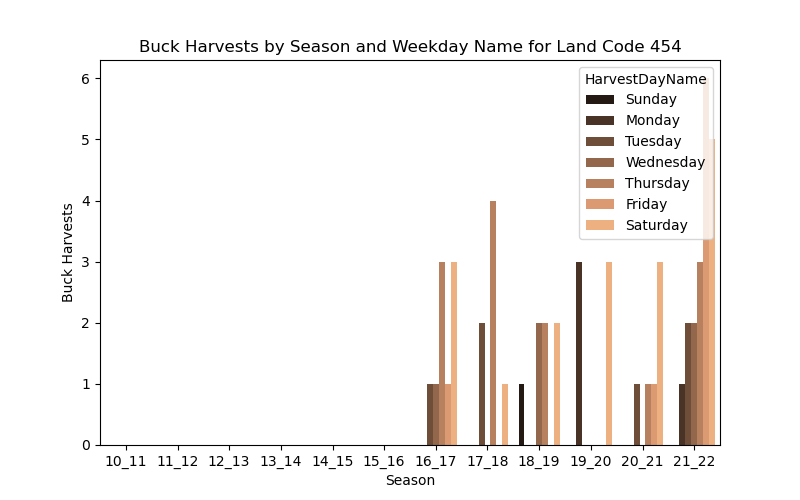 Buck Harvests by Season and Weekday Name for Land Code 454
HarvestDayName
Sunday
Monday
Tuesday
Wednesday
Thursday
Friday
Saturday
6
5
4
3
2
1
0
Buck Harvests
10_11 11_12 12_13 13_14 14_15 15_16 16_17 17_18 18_19 19_20 20_21 21_22
Season